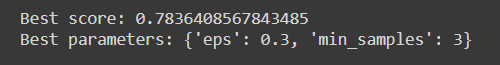 Best score: 0.7836408567843485
Best parameters: {'eps': 0.3, 'min_samples': 3}